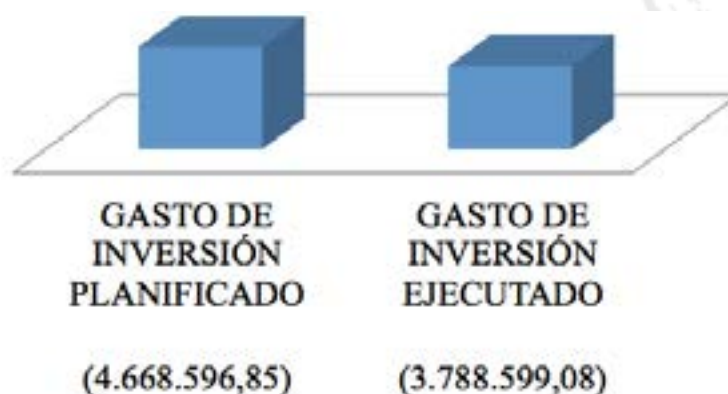 GASTO DE
INVERSIÓN
PLANIFICADO
(4.668.596,85)
GASTO DE
INVERSIÓN
EJECUTADO
(3.788.599,08)